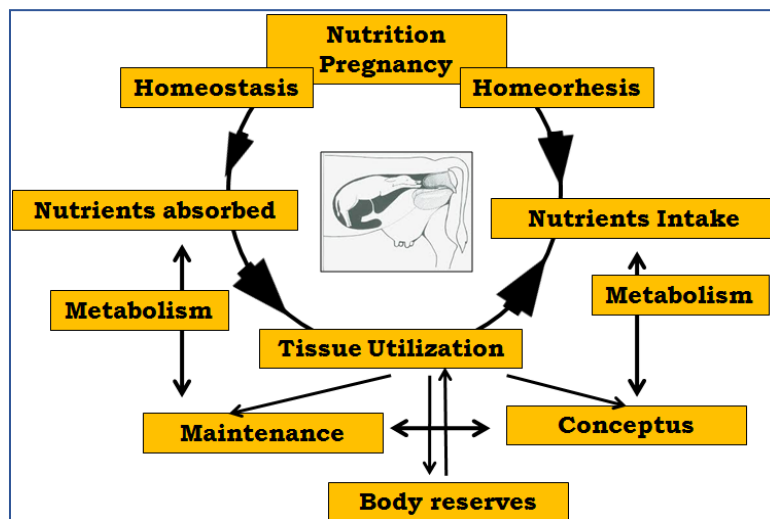 Nutrition
Pregnancy
Homeostasis
Homeorhesis
Nutrients absorbed
Nutrients Intake
Metabolism
Metabolism
Tissue Utilization
Maintenance
Conceptus
Body reserves